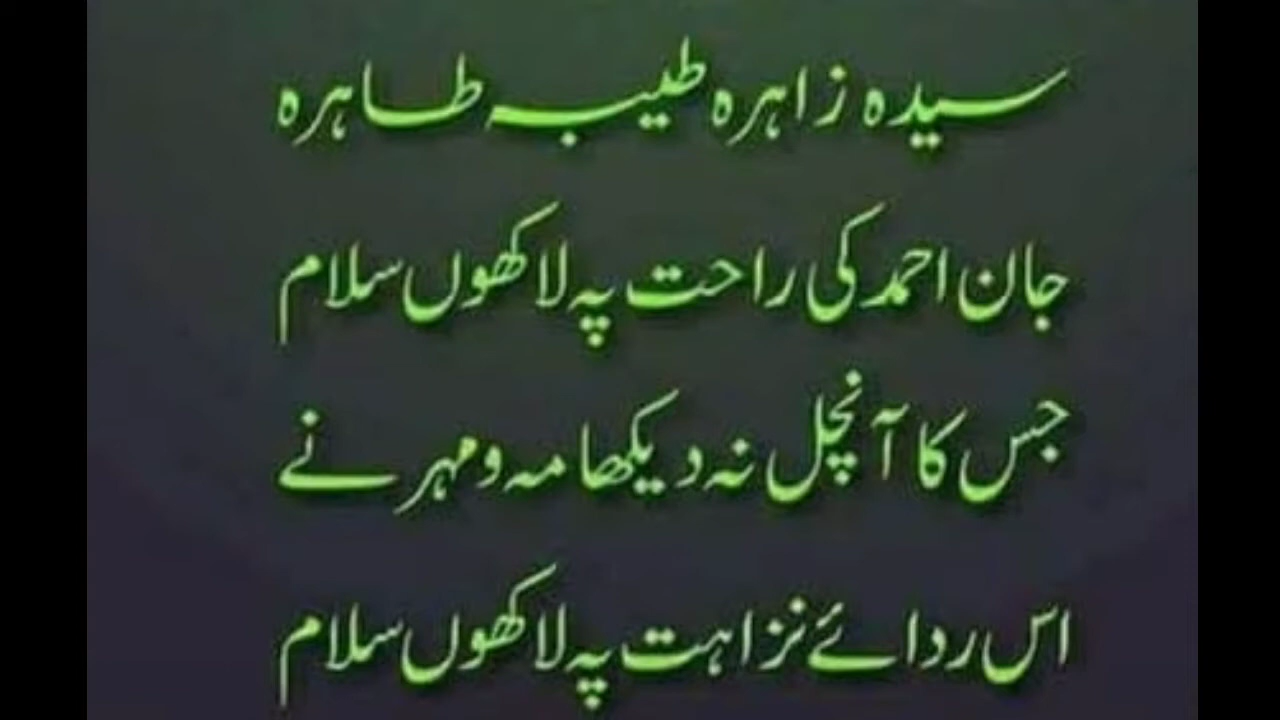 سیدہ زاہرہ طیبہ طاہرہ
جان احمد کی راحت پہ لاکھوں سلام
جس کا آنچل نہ دیکھا مہ و مہر نے
اس ردائے نزاہت پہ لاکھوں سلام